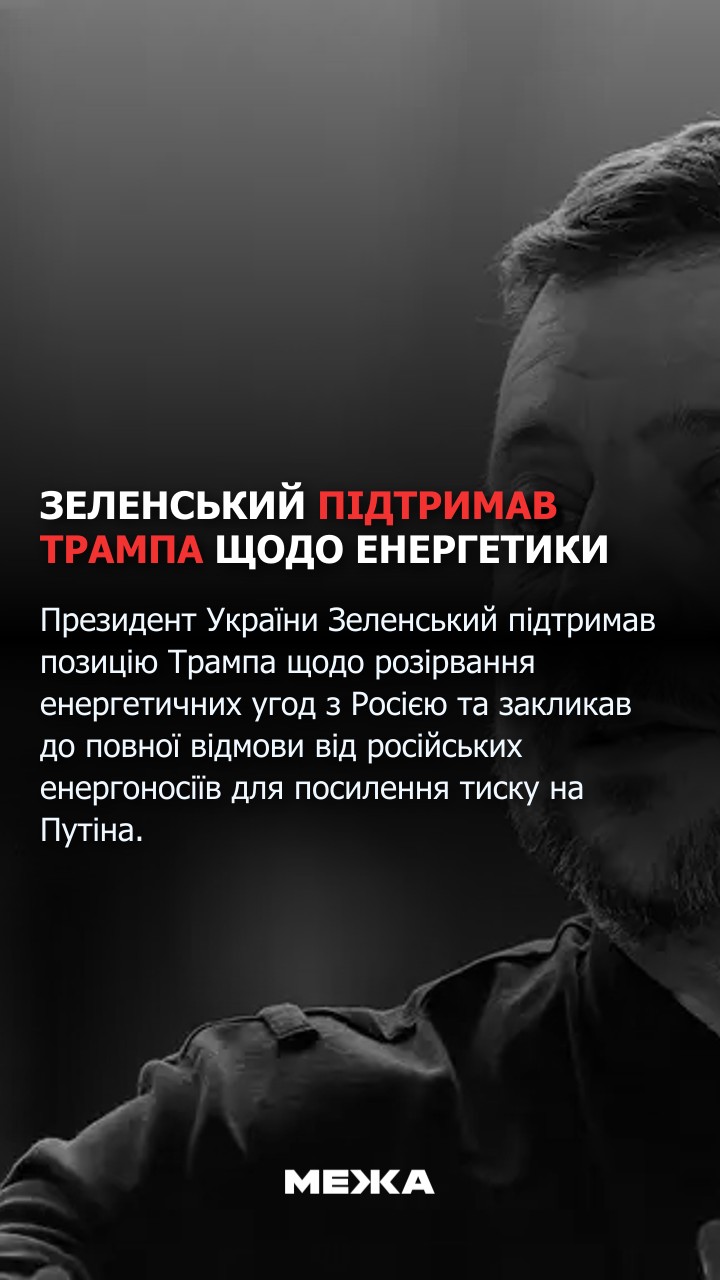 ЗЕЛЕНСЬКИЙ ПІДТРИМАВ
ТРАМПА ЩОДО ЕНЕРГЕТИКИ
Президент України Зеленський підтримав
позицію Трампа щодо розірвання
енергетичних угод з Росією та закликав
до повної відмови від російських
енергоносіїв для посилення тиску на
Путіна.
МЕЖА